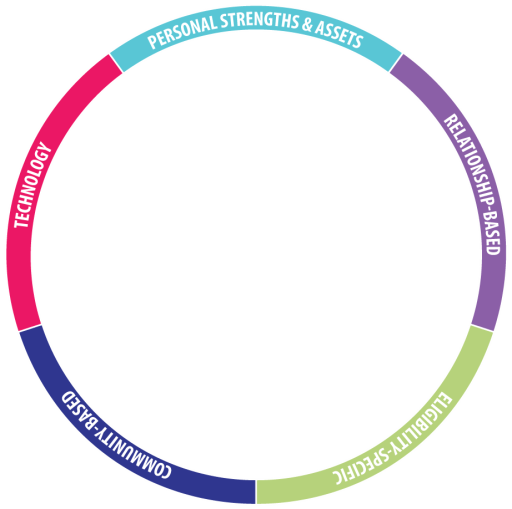 PERSONAL STRENGTHS & ASSETS
RELATIONSHIP-BASED
ELIGIBILITY-SPECIFIC
COMMUNITY-BASED
TECHNOLOGY